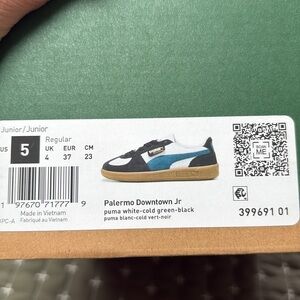 Junior/Junior
Regular
US 5 UK 4 EUR 37 CM 23
SCAN ME
1 97670 71777 9
Made in Vietnam
Fabriqué au Vietnam
Palermo Downtown Jr
puma white-cold green-black
puma blanc-cold vert-noir
399691 01